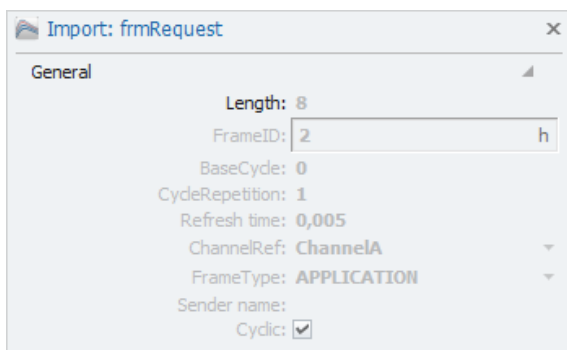 Import: frmRequest
General
Length: 8
FrameID: 2 h
BaseCycle: 0
CycleRepetition: 1
Refresh time: 0,005
ChannelRef: ChannelA
FrameType: APPLICATION
Sender name:
Cyclic: